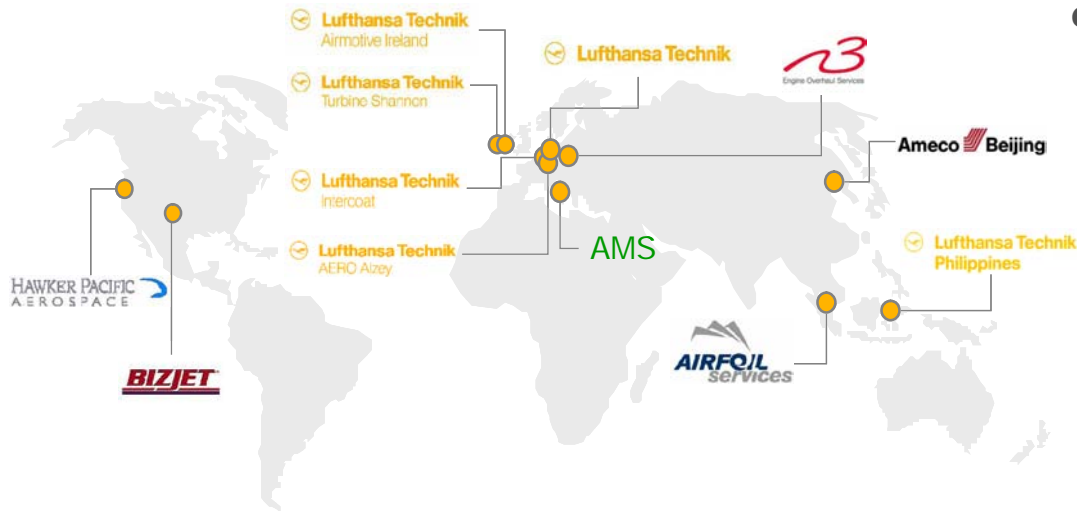 Lufthansa Technik
Airmotive Ireland
Lufthansa Technik
Turbine Shannon
Lufthansa Technik
n3
Engine Overhaul Services
Ameco Beijing
Lufthansa Technik
Intercoat
Lufthansa Technik
AERO Alzey
AMS
Lufthansa Technik
Philippines
HAWKER PACIFIC
AEROSPACE
AIRFOIL
services
BIZJET